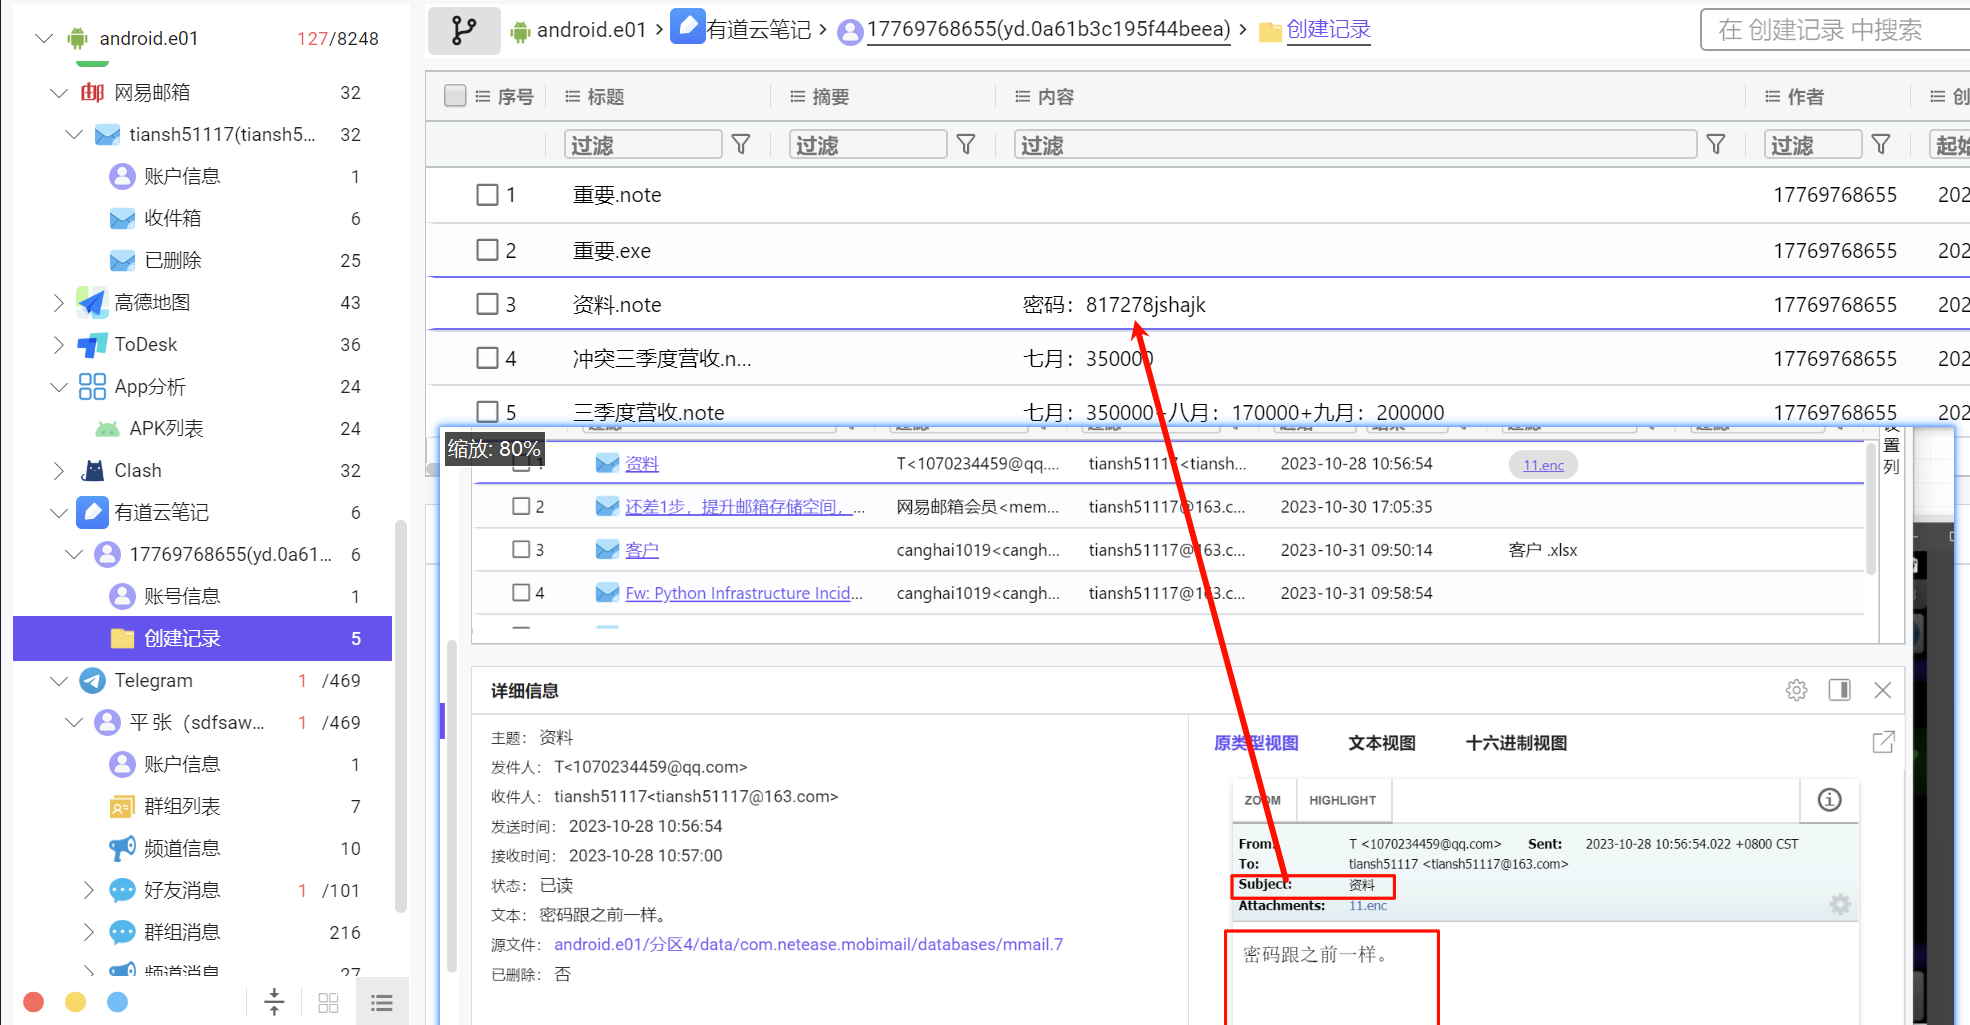 android.e01 127/8248
网易邮箱 32
tiansh51117(tiansh5... 32
账户信息 1
收件箱 6
已删除 25
高德地图 43
ToDesk 36
App分析 24
APK列表 24
Clash 32
有道云笔记 6
17769768655(yd.0a61... 6
账号信息 1
创建记录 5
Telegram 1 /469
平 张（sdfsaw... 1 /469
账户信息 1
群组列表 7
频道信息 10
好友消息 1 /101
群组消息 216
频道消息 27
android.e01 > 有道云笔记 > 17769768655(yd.0a61b3c195f44beea) > 创建记录
在 创建记录 中搜索
序号 标题 摘要 内容 作者 创
过滤 过滤 过滤 过滤 起始
1 重要.note 17769768655 202
2 重要.exe 17769768655 202
3 资料.note 密码：817278jshajk 17769768655 202
4 冲突三季度营收.n... 七月：350000 17769768655 202
5 三季度营收.note 七月：350000+八月：170000+九月：200000 17769768655 202
缩放: 80%
设置列
1 资料 T<1070234459@qq.... tiansh51117<tiansh... 2023-10-28 10:56:54 11.enc
2 还差1步，提升邮箱存储空间，... 网易邮箱会员<mem... tiansh51117@163.c... 2023-10-30 17:05:35
3 客户 canghai1019<cangh... tiansh51117@163.c... 2023-10-31 09:50:14 客户 .xlsx
4 Fw: Python Infrastructure Incid... canghai1019<cangh... tiansh51117@163.c... 2023-10-31 09:58:54
详细信息
主题： 资料
发件人： T<1070234459@qq.com>
收件人： tiansh51117<tiansh51117@163.com>
发送时间： 2023-10-28 10:56:54
接收时间： 2023-10-28 10:57:00
状态： 已读
文本： 密码跟之前一样。
源文件： android.e01/分区4/data/com.netease.mobimail/databases/mmail.7
已删除： 否
原类型视图 文本视图 十六进制视图
ZOOM HIGHLIGHT
From: T <1070234459@qq.com> Sent: 2023-10-28 10:56:54.022 +0800 CST
To: tiansh51117 <tiansh51117@163.com>
Subject: 资料
Attachments: 11.enc
密码跟之前一样。